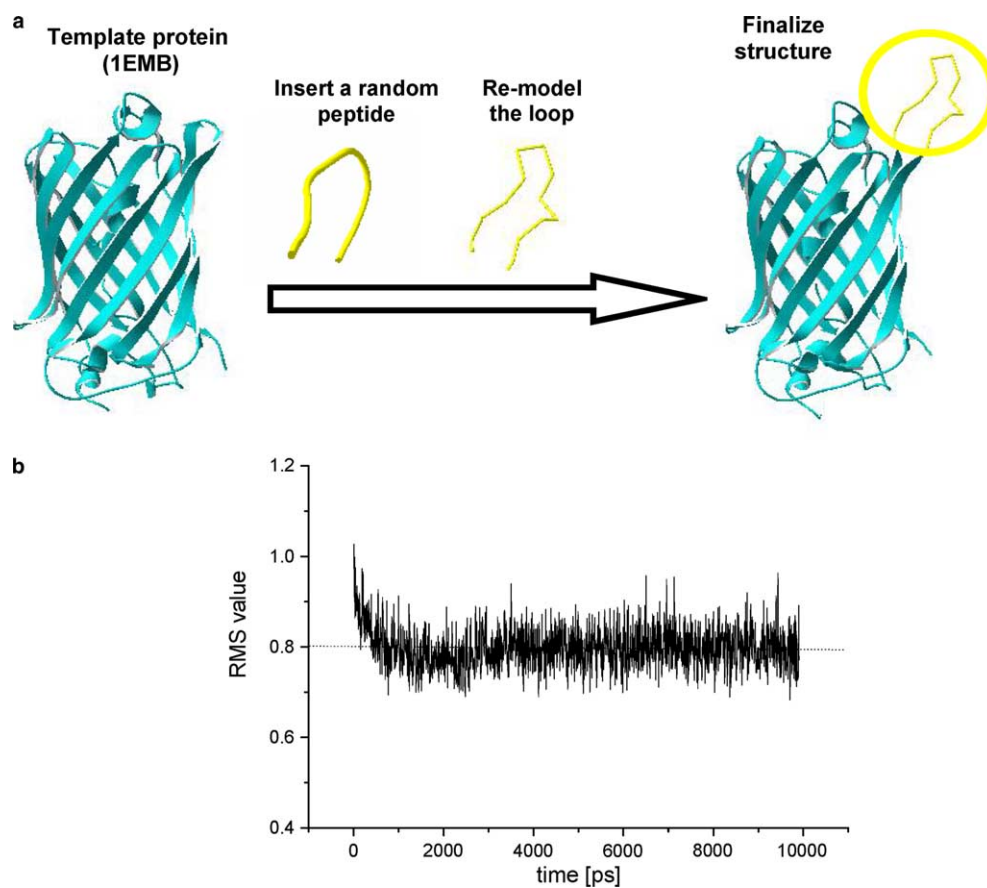 a
Template protein
(1EMB)
Insert a random
peptide
Re-model
the loop
Finalize
structure
b
1.2
1.0
0.8
0.6
0.4
RMS value
0
2000
4000
6000
8000
10000
time [ps]